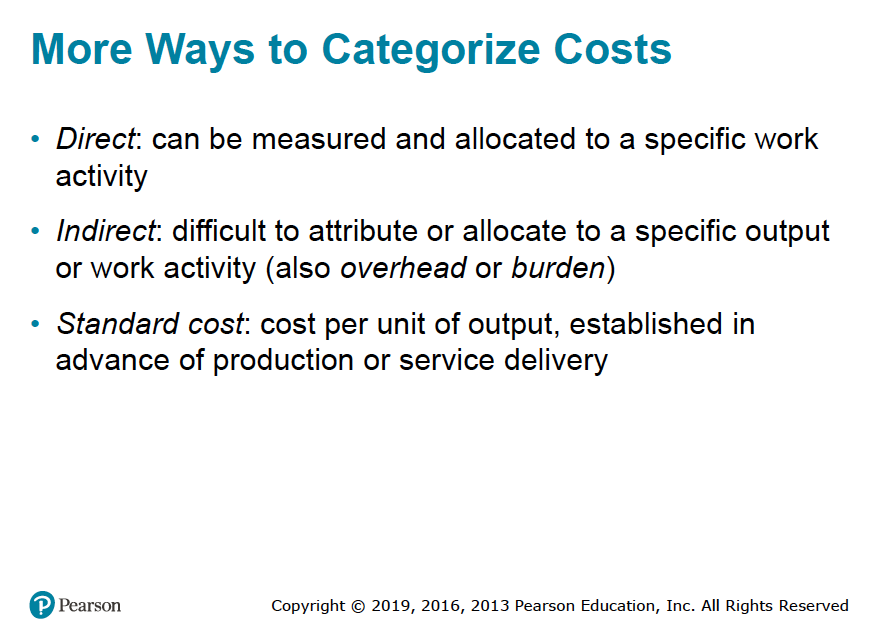 More Ways to Categorize Costs
• Direct: can be measured and allocated to a specific work
activity
• Indirect: difficult to attribute or allocate to a specific output
or work activity (also overhead or burden)
• Standard cost: cost per unit of output, established in
advance of production or service delivery
P Pearson
Copyright © 2019, 2016, 2013 Pearson Education, Inc. All Rights Reserved